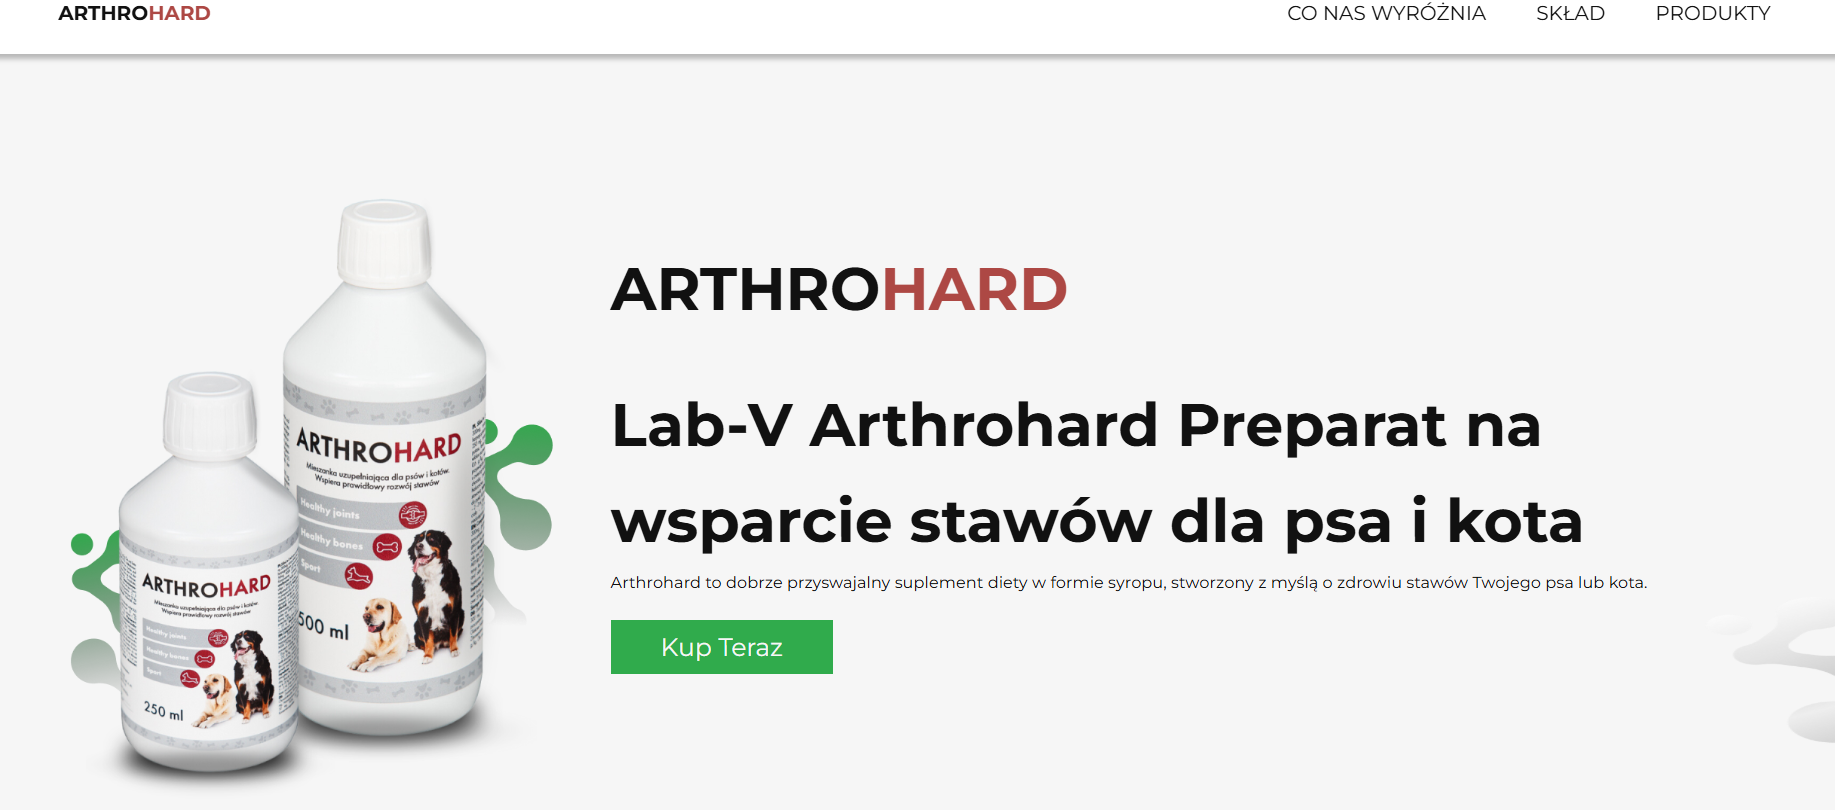 ARTHROHARD
CO NAS WYRÓŻNIA
SKŁAD
PRODUKTY
ARTHROHARD
Lab-V Arthrohard Preparat na
wsparcie stawów dla psa i kota
Arthrohard to dobrze przyswajalny suplement diety w formie syropu, stworzony z myślą o zdrowiu stawów Twojego psa lub kota.
Kup Teraz
ARTHROHARD
Mieszanka uzupełniająca dla psów i kotów.
Wspiera prawidłowy rozwój stawów
Healthy joints
Healthy bones
Sport
500 ml
ARTHROHARD
Mieszanka uzupełniająca dla psów i kotów
Wspiera prawidłowy rozwój stawów
Healthy joints
Healthy bones
Sport
250 ml